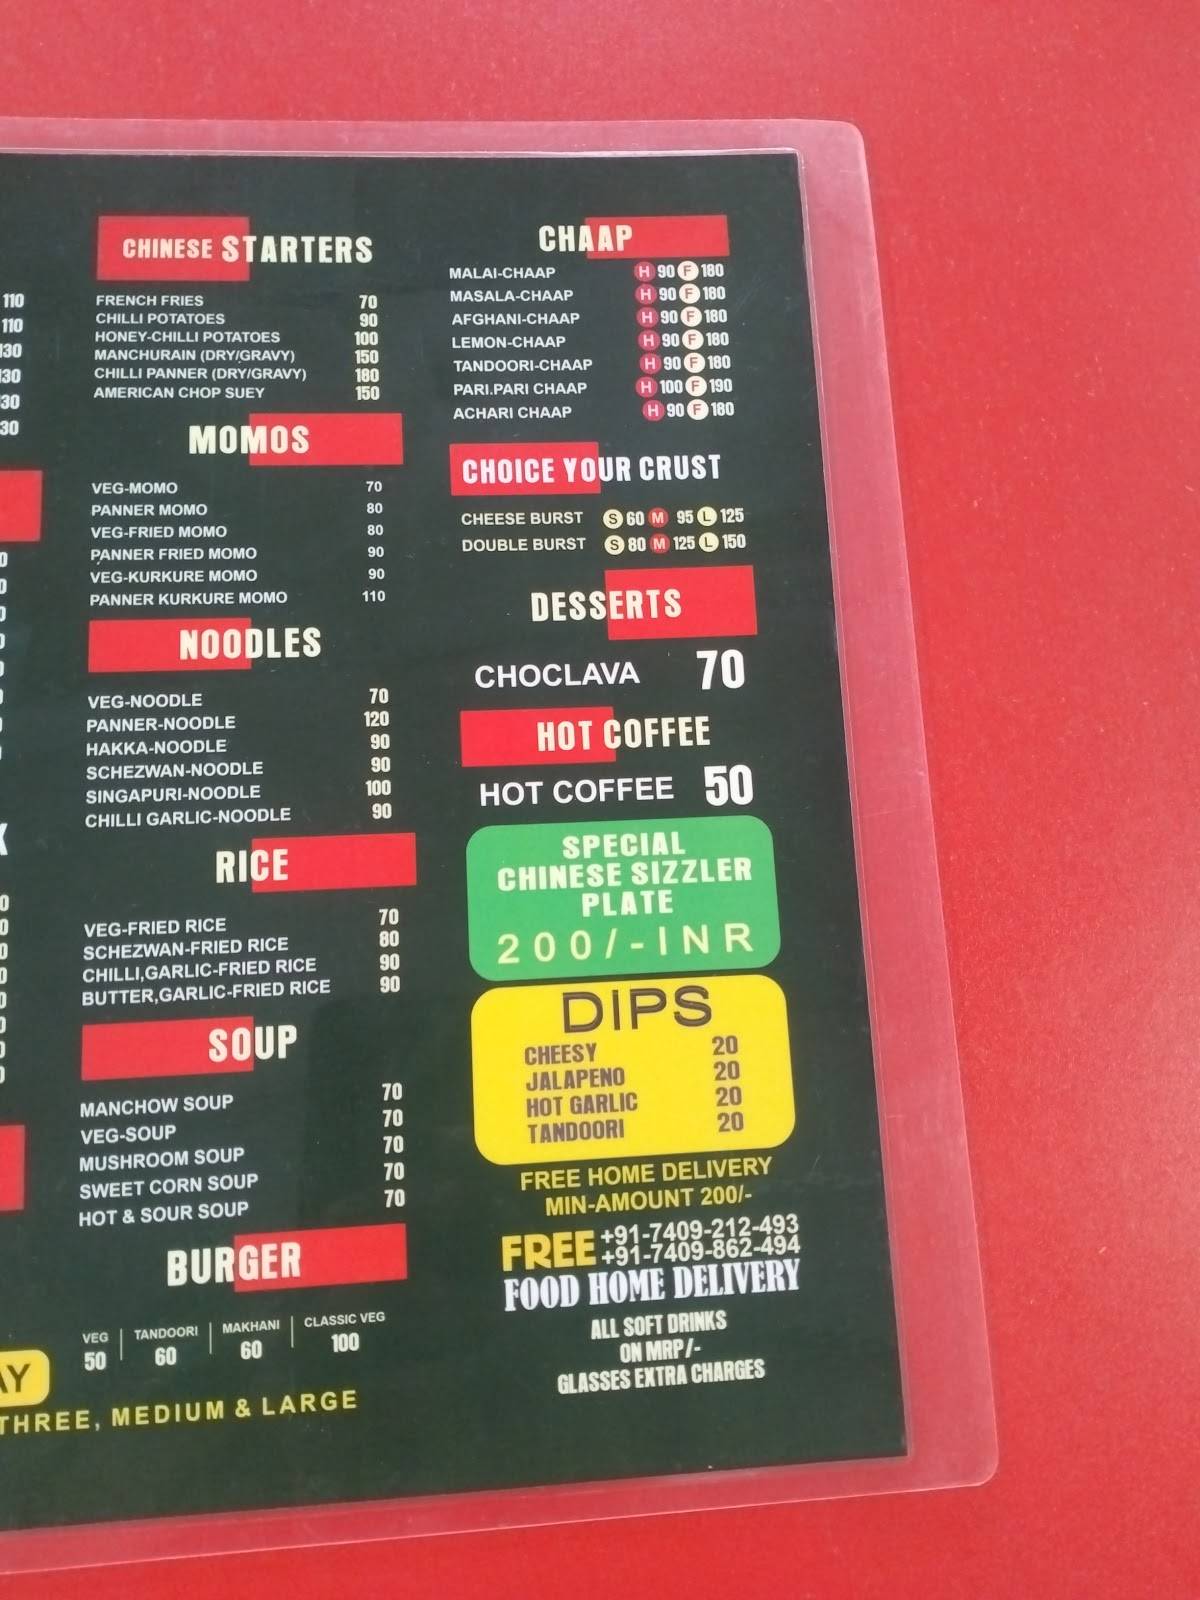 110
110
130
130
30
30
CHINESE STARTERS
FRENCH FRIES 70
CHILLI POTATOES 90
HONEY-CHILLI POTATOES 100
MANCHURAIN (DRY/GRAVY) 150
CHILLI PANNER (DRY/GRAVY) 180
AMERICAN CHOP SUEY 150
MOMOS
VEG-MOMO 70
PANNER MOMO 80
VEG-FRIED MOMO 80
PANNER FRIED MOMO 90
VEG-KURKURE MOMO 90
PANNER KURKURE MOMO 110
NOODLES
VEG-NOODLE 70
PANNER-NOODLE 120
HAKKA-NOODLE 90
SCHEZWAN-NOODLE 90
SINGAPURI-NOODLE 100
CHILLI GARLIC-NOODLE 90
RICE
VEG-FRIED RICE 70
SCHEZWAN-FRIED RICE 80
CHILLI,GARLIC-FRIED RICE 90
BUTTER,GARLIC-FRIED RICE 90
SOUP
MANCHOW SOUP 70
VEG-SOUP 70
MUSHROOM SOUP 70
SWEET CORN SOUP 70
HOT & SOUR SOUP 70
BURGER
VEG | TANDOORI | MAKHANI | CLASSIC VEG
50 60 60 100
AY
THREE, MEDIUM & LARGE
CHAAP
MALAI-CHAAP H 90 F 180
MASALA-CHAAP H 90 F 180
AFGHANI-CHAAP H 90 F 180
LEMON-CHAAP H 90 F 180
TANDOORI-CHAAP H 90 F 180
PARI.PARI CHAAP H 100 F 190
ACHARI CHAAP H 90 F 180
CHOICE YOUR CRUST
CHEESE BURST S 60 M 95 L 125
DOUBLE BURST S 80 M 125 L 150
DESSERTS
CHOCLAVA 70
HOT COFFEE
HOT COFFEE 50
SPECIAL
CHINESE SIZZLER
PLATE
200/-INR
DIPS
CHEESY 20
JALAPENO 20
HOT GARLIC 20
TANDOORI 20
FREE HOME DELIVERY
MIN-AMOUNT 200/-
FREE +91-7409-212-493
+91-7409-862-494
FOOD HOME DELIVERY
ALL SOFT DRINKS
ON MRP/-
GLASSES EXTRA CHARGES